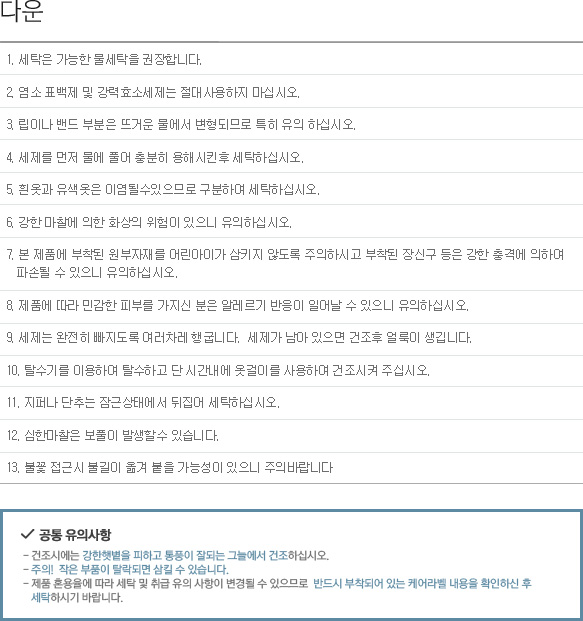 다운
1. 세탁은 가능한 물세탁을 권장합니다.
2. 염소 표백제 및 강력효소세제는 절대사용하지 마십시오.
3. 립이나 밴드 부분은 뜨거운 물에서 변형되므로 특히 유의 하십시오.
4. 세제를 먼저 물에 풀어 충분히 용해시킨후 세탁하십시오.
5. 흰옷과 유색옷은 이염될수있으므로 구분하여 세탁하십시오.
6. 강한 마찰에 의한 화상의 위험이 있으니 유의하십시오.
7. 본 제품에 부착된 원부자재를 어린아이가 삼키지 않도록 주의하시고 부착된 장신구 등은 강한 충격에 의하여
파손될 수 있으니 유의하십시오.
8. 제품에 따라 민감한 피부를 가지신 분은 알레르기 반응이 일어날 수 있으니 유의하십시오.
9. 세제는 완전히 빠지도록 여러차레 행굽니다. 세제가 남아 있으면 건조후 얼룩이 생깁니다.
10. 탈수기를 이용하여 탈수하고 단 시간내에 옷걸이를 사용하여 건조시켜 주십시오.
11. 지퍼나 단추는 잠근상태에서 뒤집어 세탁하십시오.
12. 심한마찰은 보풀이 발생할수 있습니다.
13. 불꽃 접근시 불길이 옮겨 붙을 가능성이 있으니 주의바랍니다
공통 유의사항
- 건조시에는 강한햇볕을 피하고 통풍이 잘되는 그늘에서 건조하십시오.
- 주의! 작은 부품이 탈락되면 삼킬 수 있습니다.
- 제품 혼용율에 따라 세탁 및 취급 유의 사항이 변경될 수 있으므로 반드시 부착되어 있는 케어라벨 내용을 확인하신 후
세탁하시기 바랍니다.